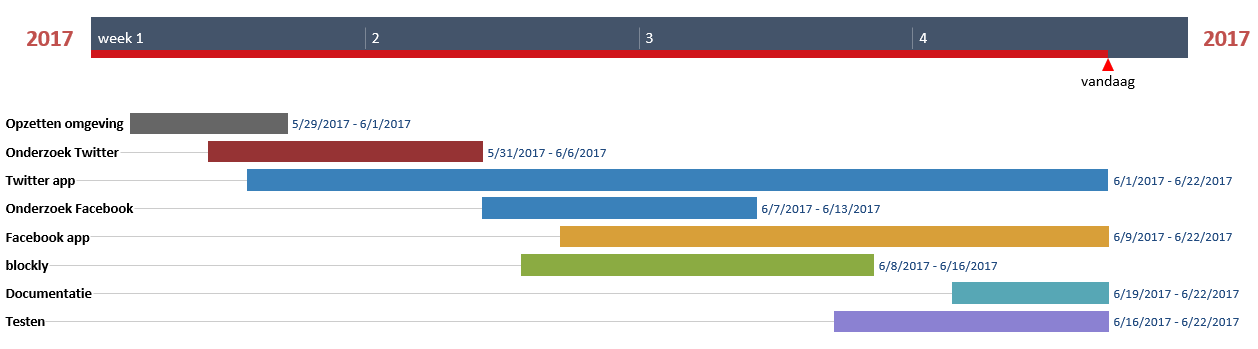 2017 week 1 2 3 4 2017
vandaag
Opzetten omgeving 5/29/2017 - 6/1/2017
Onderzoek Twitter 5/31/2017 - 6/6/2017
Twitter app 6/1/2017 - 6/22/2017
Onderzoek Facebook 6/7/2017 - 6/13/2017
Facebook app 6/9/2017 - 6/22/2017
blockly 6/8/2017 - 6/16/2017
Documentatie 6/19/2017 - 6/22/2017
Testen 6/16/2017 - 6/22/2017